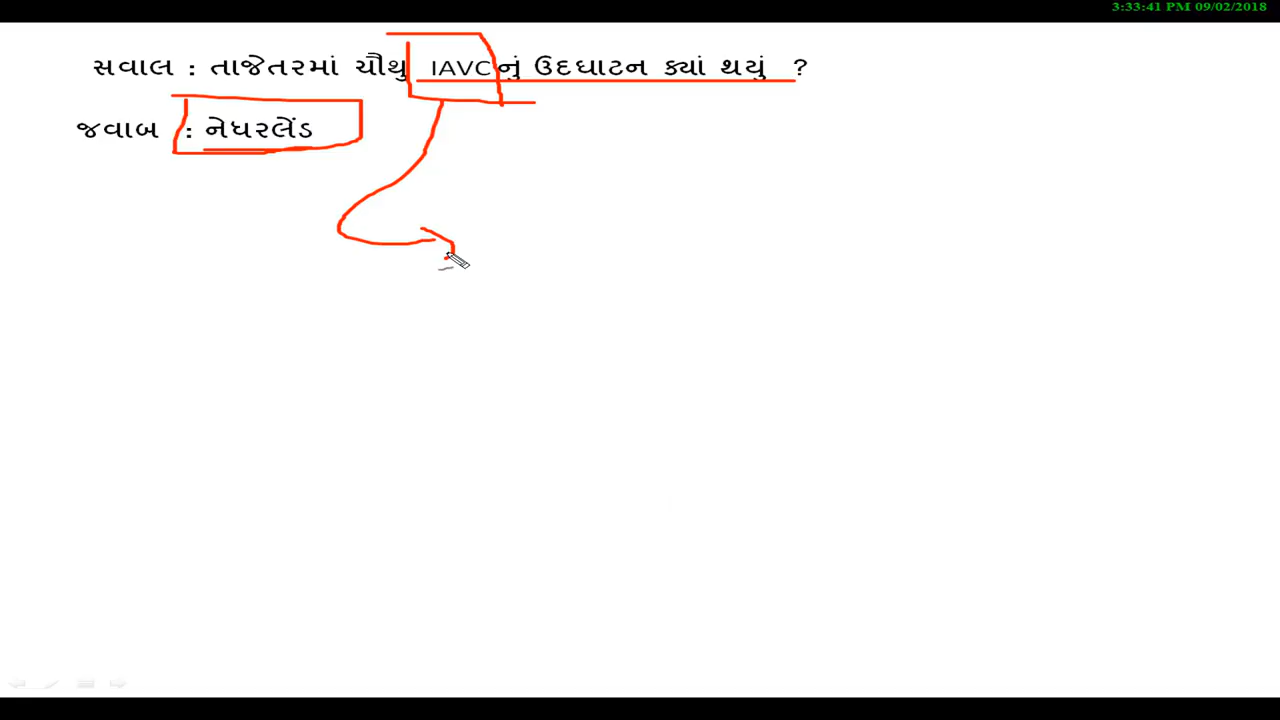 3:33:41 PM 09/02/2018
સવાલ : તાજેતરમાં ચૌથુ IAVC નું ઉદઘાટન ક્યાં થયું ?
જવાબ : નેધરલેંડ